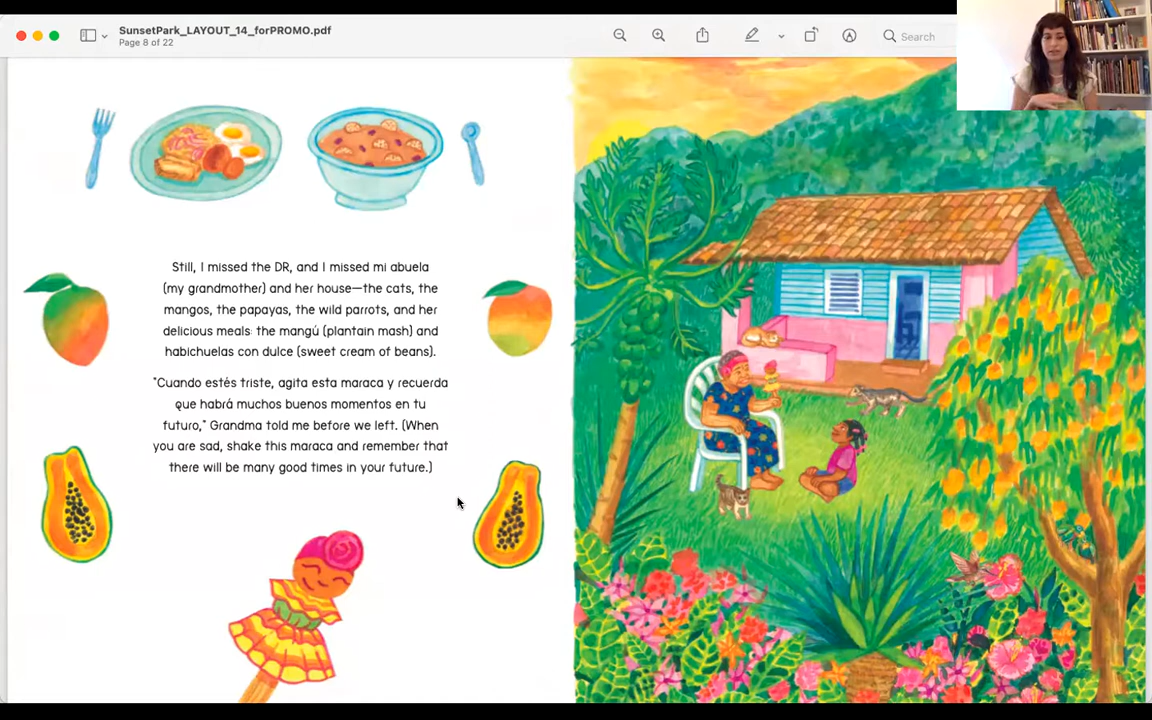 SunsetPark_LAYOUT_14_forPROMO.pdf
Page 8 of 22
Search
Still, I missed the DR, and I missed mi abuela
(my grandmother) and her house—the cats, the
mangos, the papayas, the wild parrots, and her
delicious meals: the mangú (plantain mash) and
habichuelas con dulce (sweet cream of beans).
"Cuando estés triste, agita esta maraca y recuerda
que habrá muchos buenos momentos en tu
futuro," Grandma told me before we left. (When
you are sad, shake this maraca and remember that
there will be many good times in your future.)